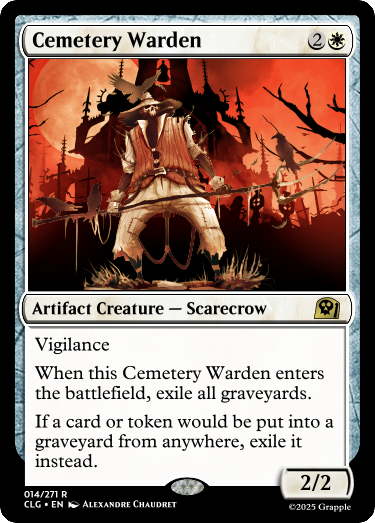 Cemetery Warden 2
Artifact Creature — Scarecrow
Vigilance
When this Cemetery Warden enters
the battlefield, exile all graveyards.
If a card or token would be put into a
graveyard from anywhere, exile it
instead.
2/2
014/271 R
CLG • EN Alexandre Chaudret
©2025 Grapple